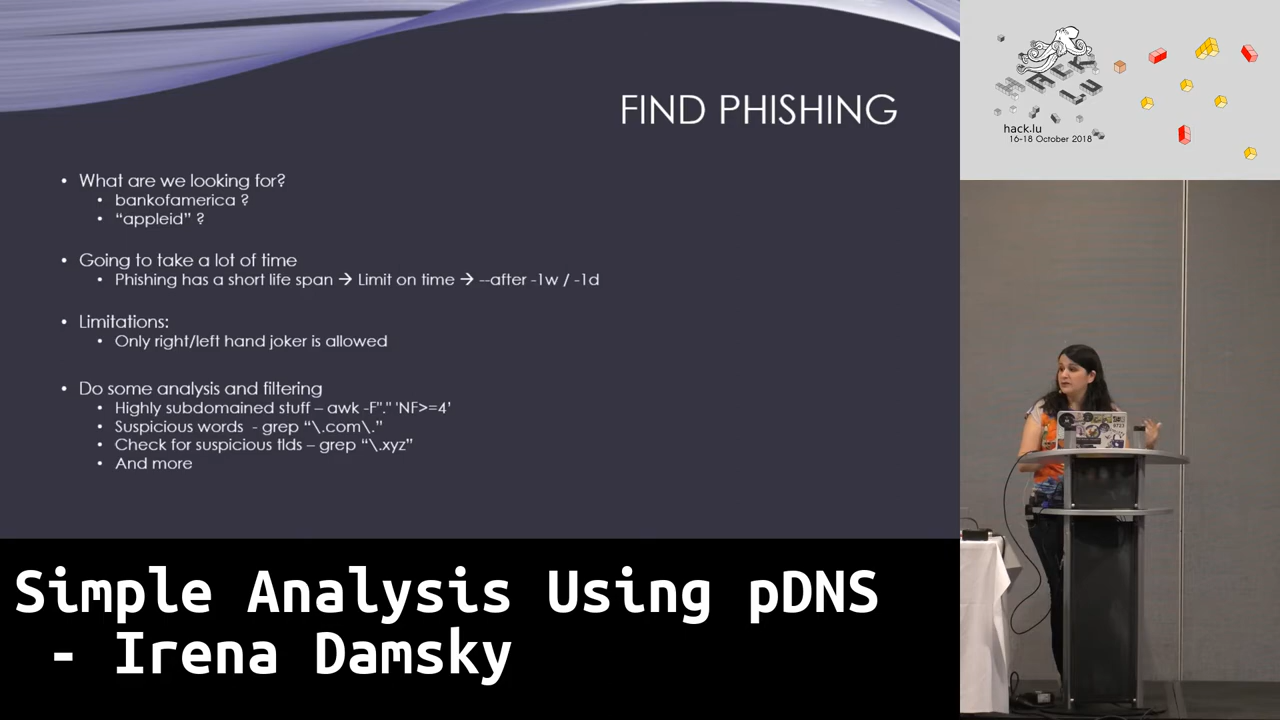 FIND PHISHING
• What are we looking for?
• bankofamerica ?
• “appleid” ?
• Going to take a lot of time
• Phishing has a short life span → Limit on time → --after -1w / -1d
• Limitations:
• Only right/left hand joker is allowed
• Do some analysis and filtering
• Highly subdomained stuff – awk -F"." 'NF>=4’
• Suspicious words - grep “\.com\.”
• Check for suspicious tlds – grep “\.xyz”
• And more
HACK
LU
hack.lu
16-18 October 2018
Simple Analysis Using pDNS
- Irena Damsky